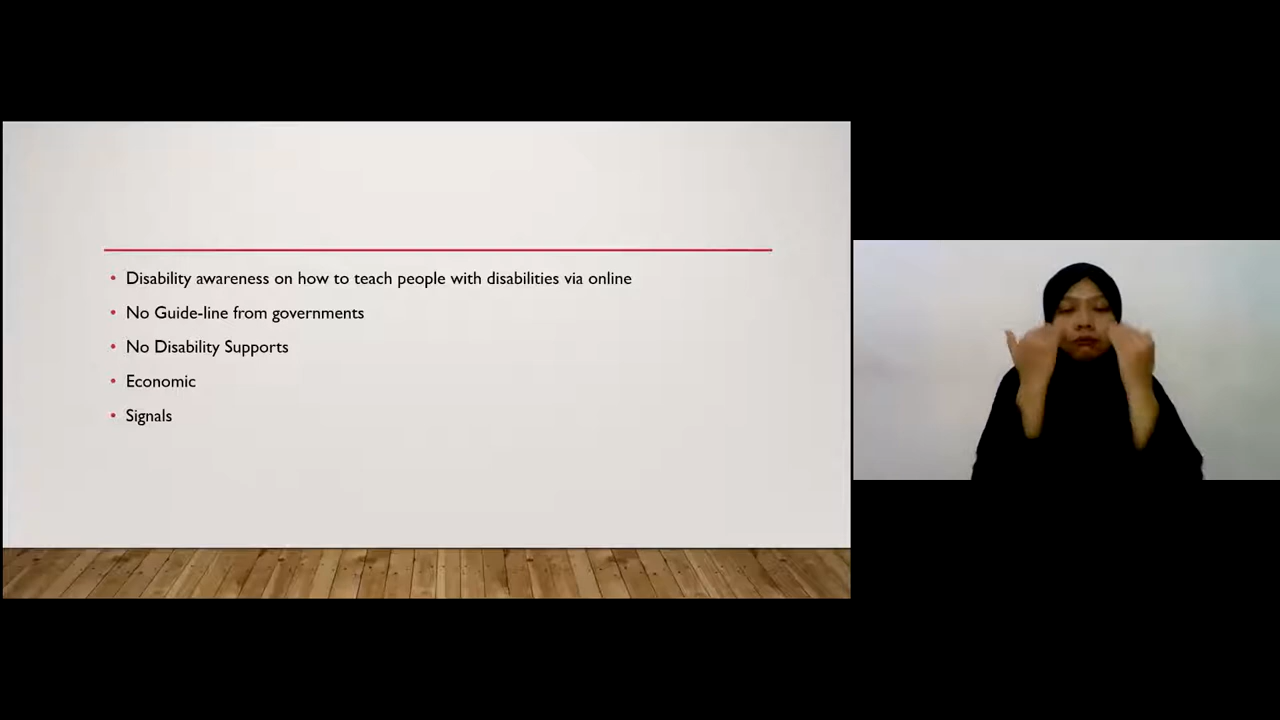 Disability awareness on how to teach people with disabilities via online
No Guide-line from governments
No Disability Supports
Economic
Signals